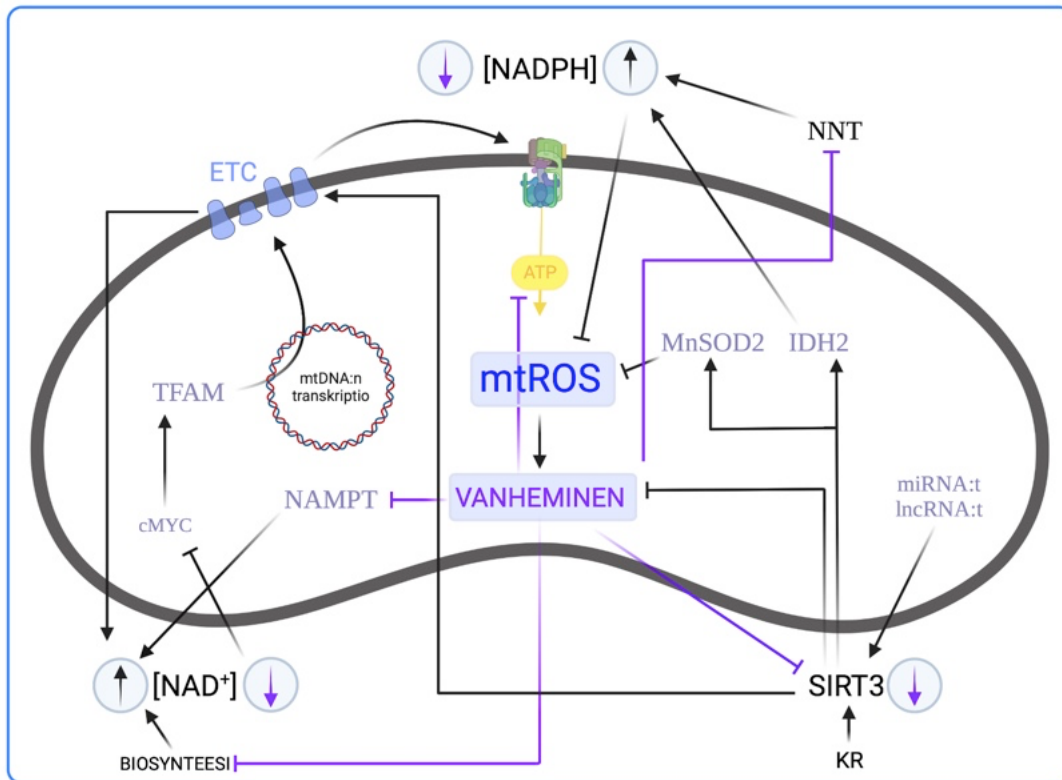 [NADPH]
NNT
ETC
ATP
MnSOD2
IDH2
mtROS
mtDNA:n
transkriptio
TFAM
NAMPT
VANHEMINEN
miRNA:t
lncRNA:t
cMYC
[NAD⁺]
SIRT3
BIOSYNTEESI
KR